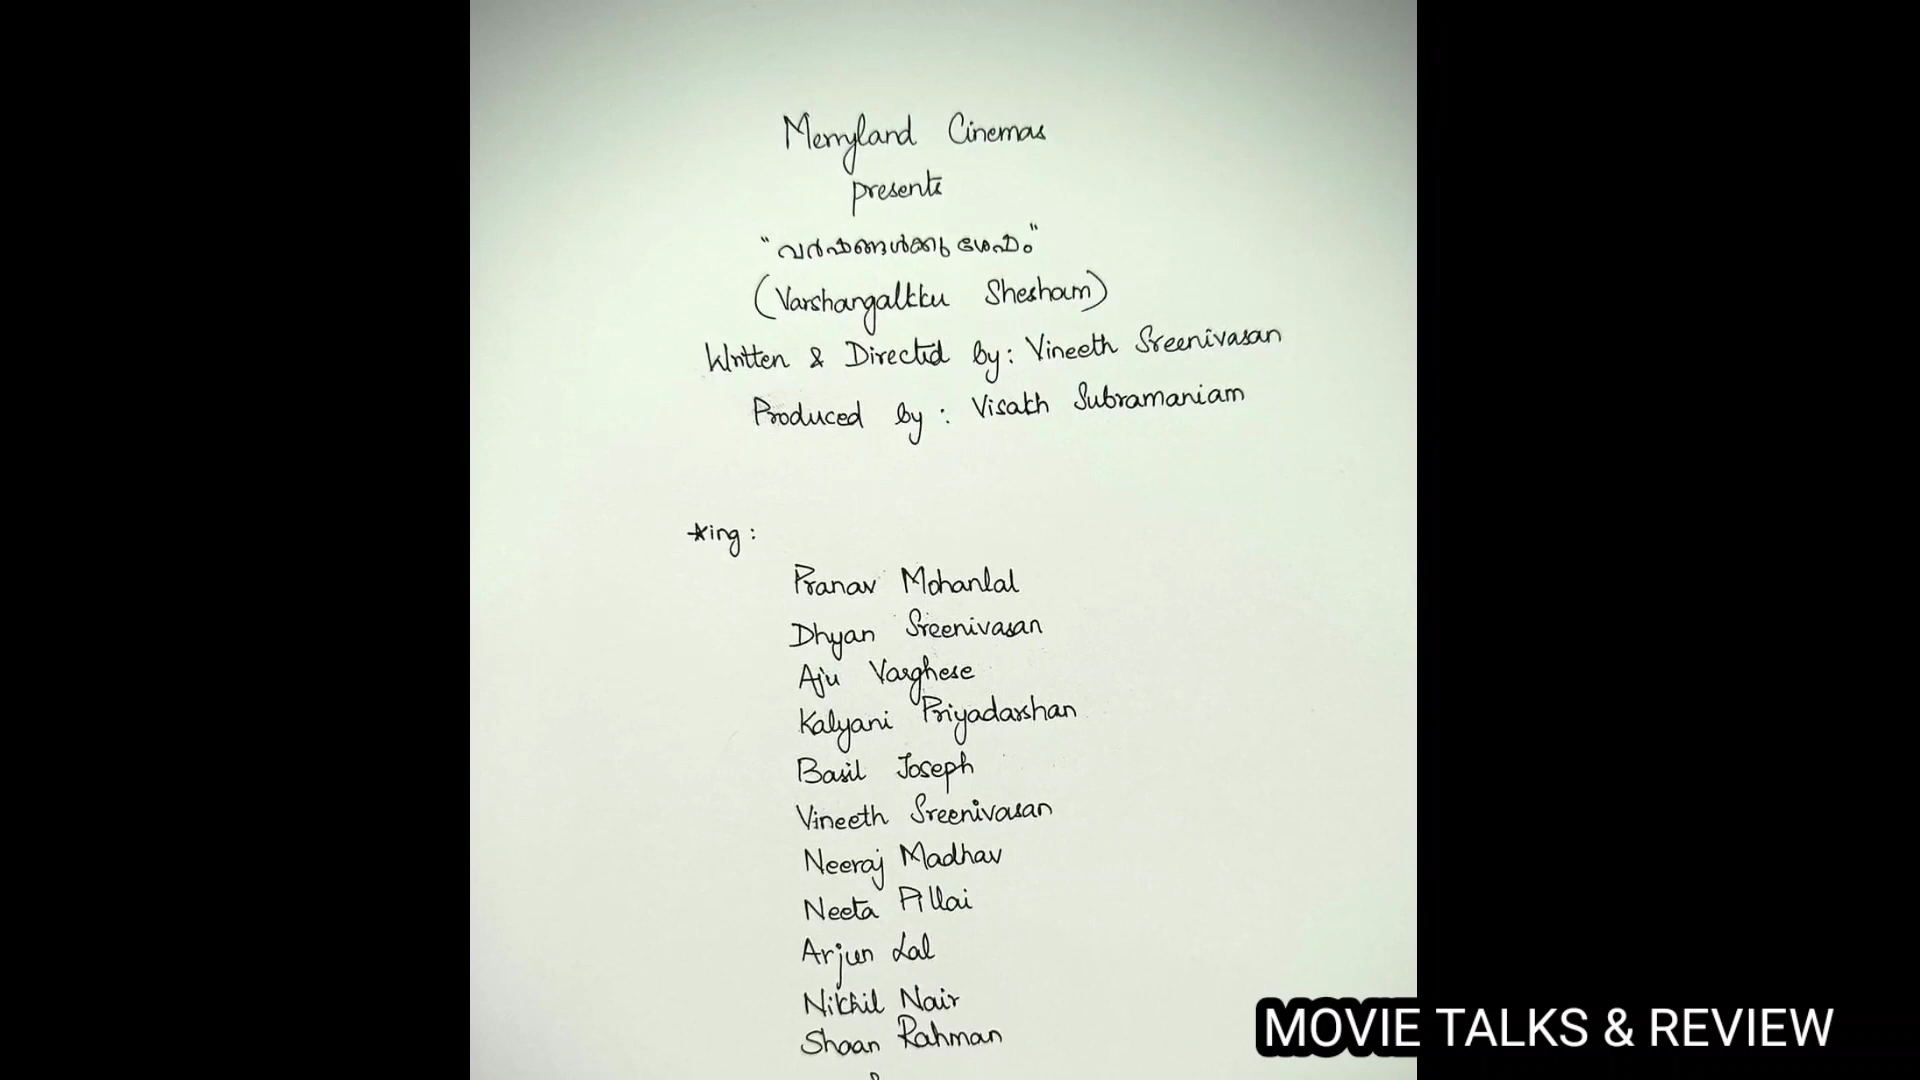 Merryland Cinemas
presents
"വർഷങ്ങൾക്കു ശേഷം"
(Varshangalkku Shesham)
Written & Directed by: Vineeth Sreenivasan
Produced by: Visakh Subramaniam
★ing:
Pranav Mohanlal
Dhyan Sreenivasan
Aju Varghese
Kalyani Priyadarshan
Basil Joseph
Vineeth Sreenivasan
Neeraj Madhav
Neeta Pillai
Arjun Lal
Nikhil Nair
Shaan Rahman
MOVIE TALKS & REVIEW